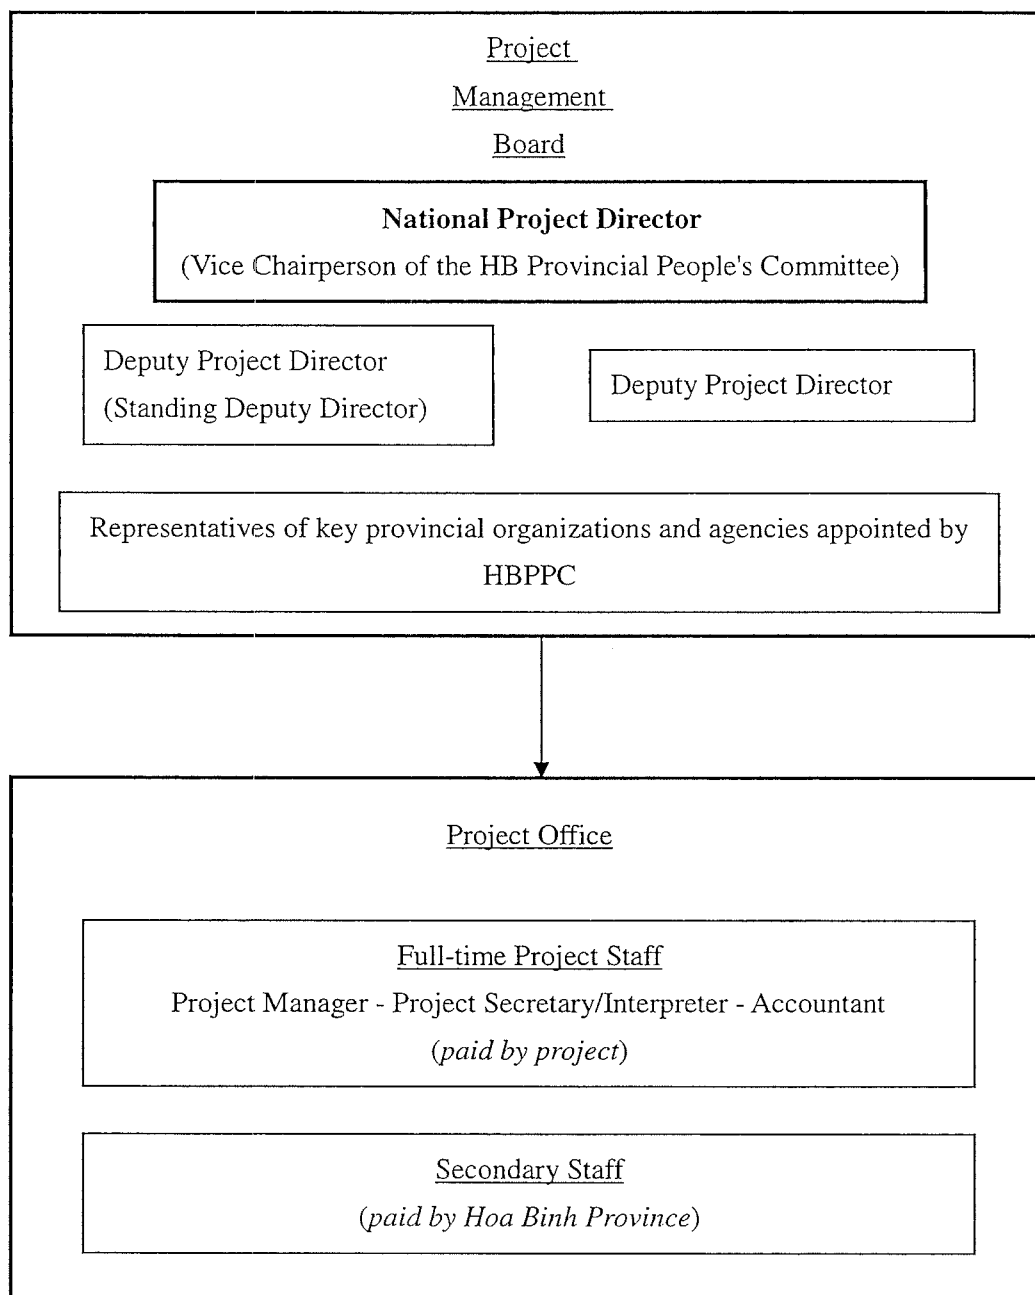 Project
Management
Board
National Project Director
(Vice Chairperson of the HB Provincial People's Committee)
Deputy Project Director
(Standing Deputy Director)
Deputy Project Director
Representatives of key provincial organizations and agencies appointed by
HBPPC
Project Office
Full-time Project Staff
Project Manager - Project Secretary/Interpreter - Accountant
(paid by project)
Secondary Staff
(paid by Hoa Binh Province)